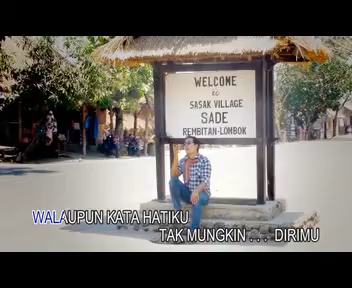 WELCOME
to
SASAK VILLAGE
SADE
REMBITAN-LOMBOK
WALAUPUN KATA HATIKU
TAK MUNGKIN . . . DIRIMU